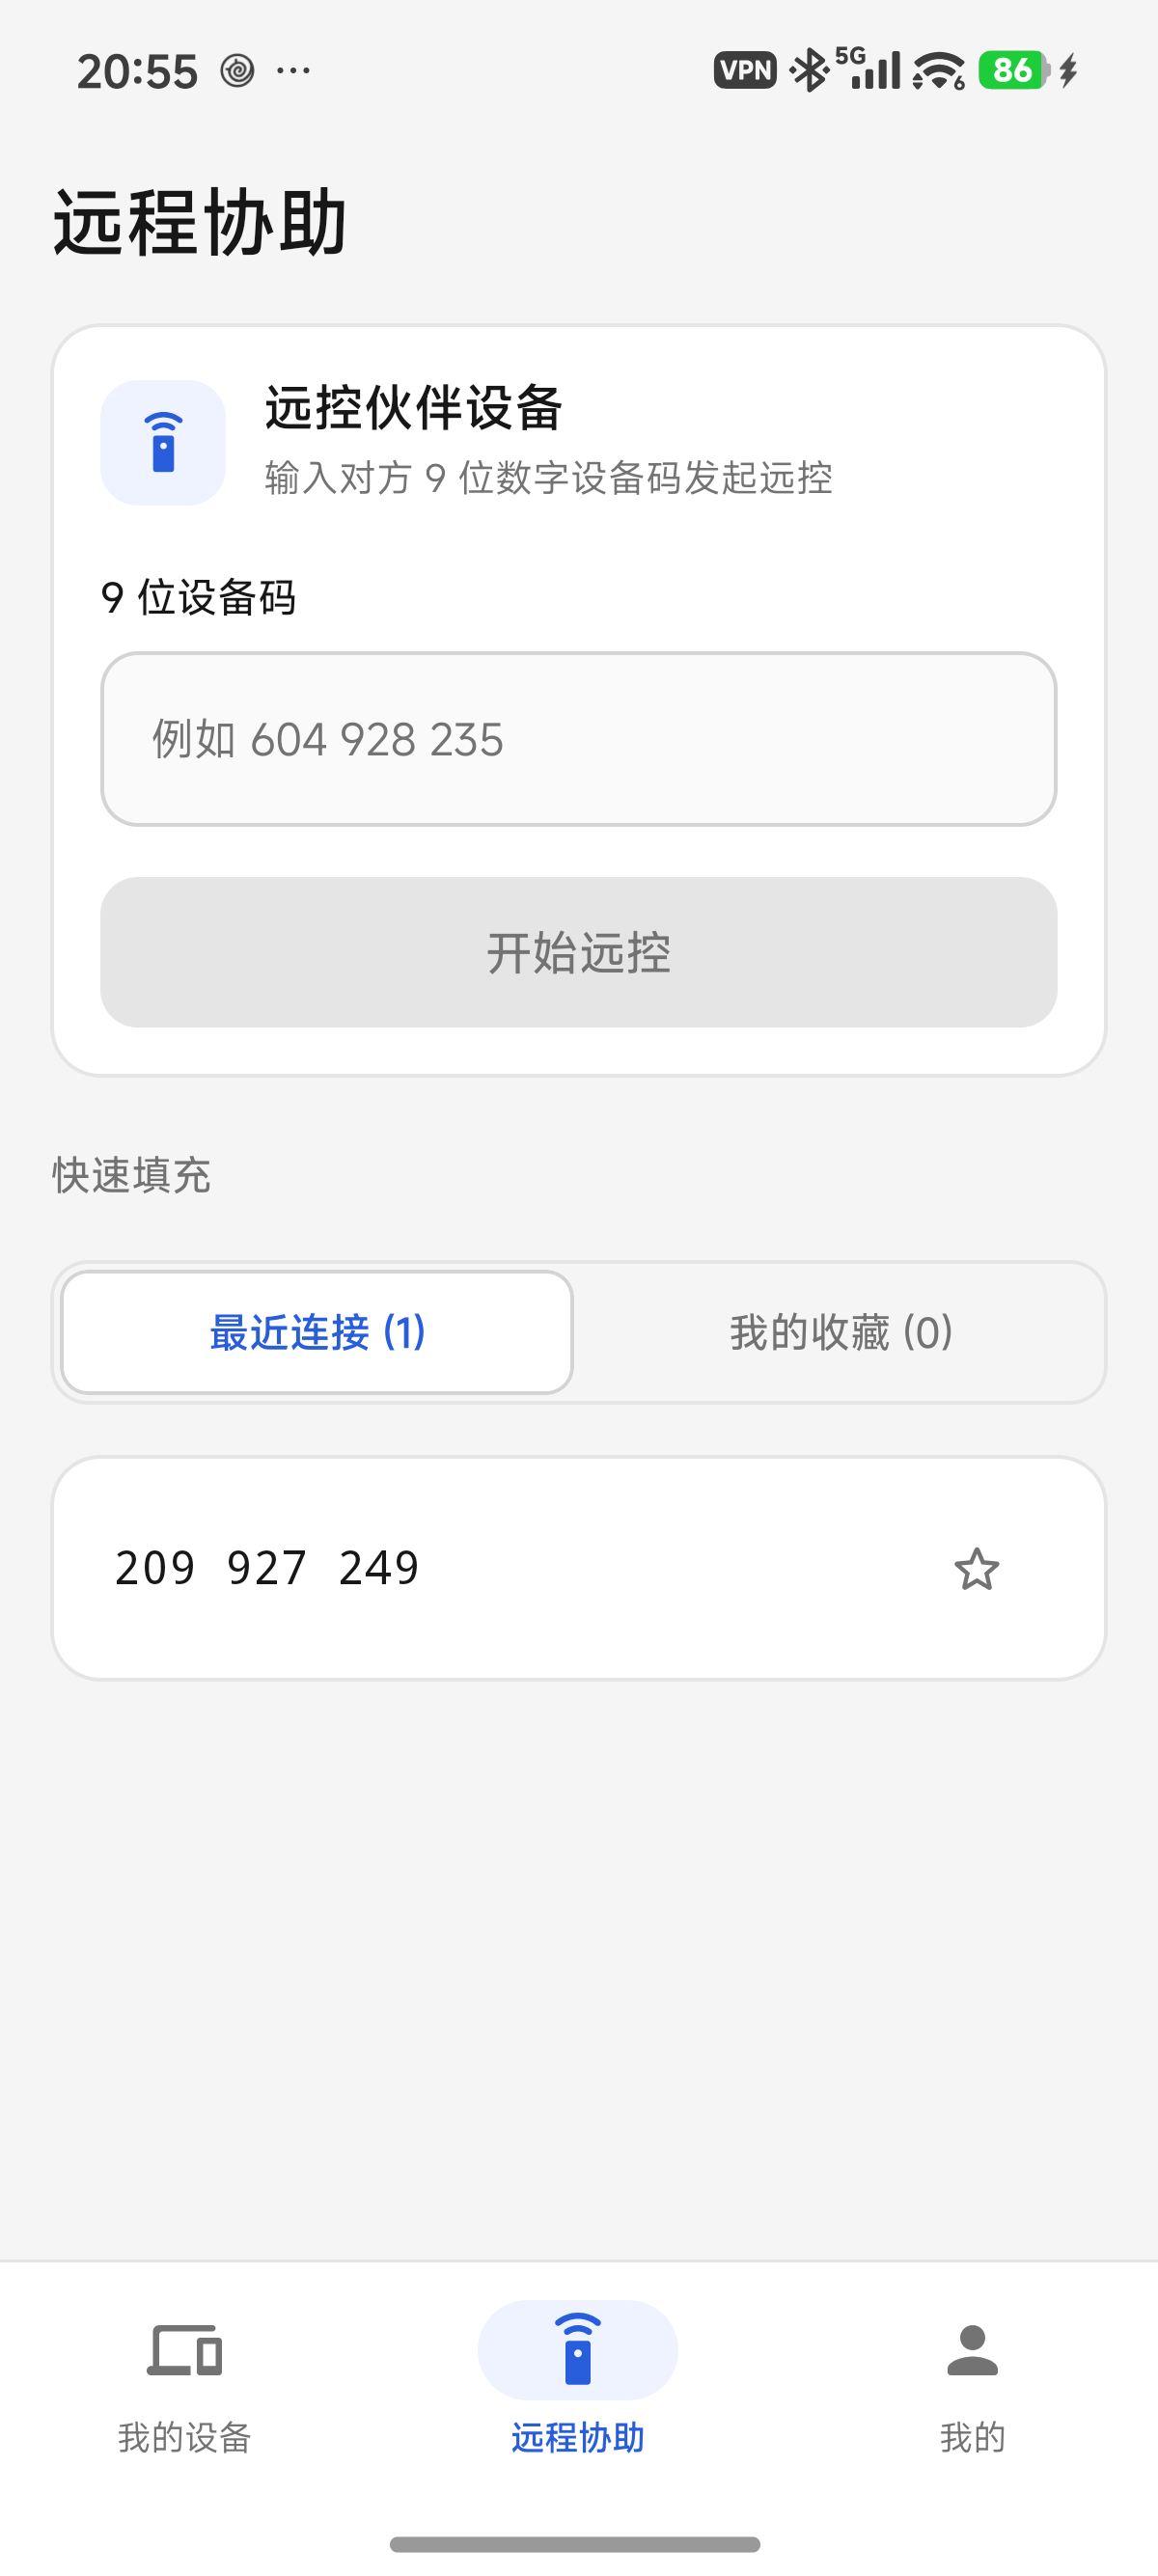 20:55 ... VPN 5G 6 86
远程协助
远控伙伴设备
输入对方 9 位数字设备码发起远控
9 位设备码
例如 604 928 235
开始远控
快速填充
最近连接 (1) 我的收藏 (0)
209 927 249
我的设备 远程协助 我的